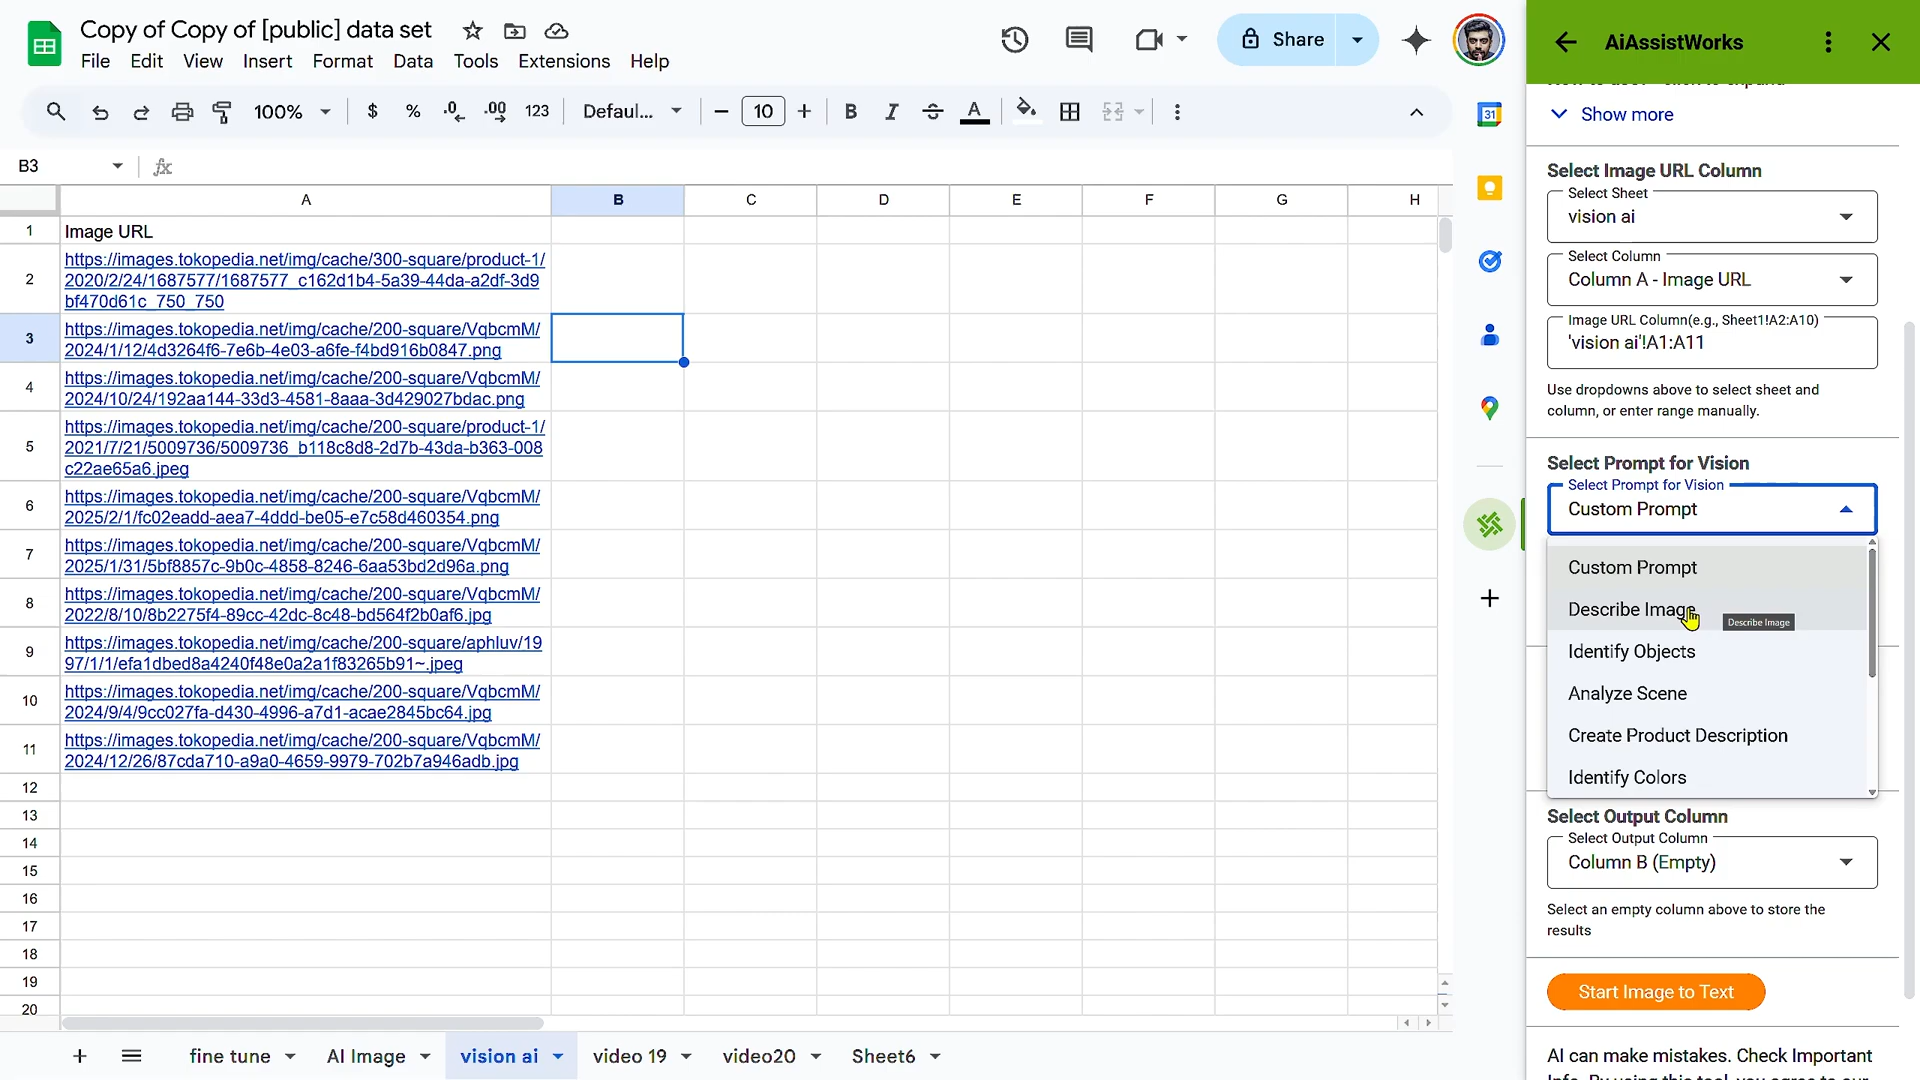 Copy of Copy of [public] data set
File Edit View Insert Format Data Tools Extensions Help
Share
AiAssistWorks
100% $ % .0 .00 123 Defaul... 10 B I A
31
Show more
B3
fx
A B C D E F G H
1 Image URL
2 https://images.tokopedia.net/img/cache/300-square/product-1/
2020/2/24/1687577/1687577_c162d1b4-5a39-44da-a2df-3d9
bf470d61c_750_750
3 https://images.tokopedia.net/img/cache/200-square/VqbcmM/
2024/1/12/4d3264f6-7e6b-4e03-a6fe-f4bd916b0847.png
4 https://images.tokopedia.net/img/cache/200-square/VqbcmM/
2024/10/24/192aa144-33d3-4581-8aaa-3d429027bdac.png
5 https://images.tokopedia.net/img/cache/200-square/product-1/
2021/7/21/5009736/5009736_b118c8d8-2d7b-43da-b363-008
c22ae65a6.jpeg
6 https://images.tokopedia.net/img/cache/200-square/VqbcmM/
2025/2/1/fc02eadd-aea7-4ddd-be05-e7c58d460354.png
7 https://images.tokopedia.net/img/cache/200-square/VqbcmM/
2025/1/31/5bf8857c-9b0c-4858-8246-6aa53bd2d96a.png
8 https://images.tokopedia.net/img/cache/200-square/VqbcmM/
2022/8/10/8b2275f4-89cc-42dc-8c48-bd564f2b0af6.jpg
9 https://images.tokopedia.net/img/cache/200-square/aphluv/19
97/1/1/efa1dbed8a4240f48e0a2a1f83265b91~.jpeg
10 https://images.tokopedia.net/img/cache/200-square/VqbcmM/
2024/9/4/9cc027fa-d430-4996-a7d1-acae2845bc64.jpg
11 https://images.tokopedia.net/img/cache/200-square/VqbcmM/
2024/12/26/87cda710-a9a0-4659-9979-702b7a946adb.jpg
12
13
14
15
16
17
18
19
20
Select Image URL Column
Select Sheet
vision ai
Select Column
Column A - Image URL
Image URL Column(e.g., Sheet1!A2:A10)
'vision ai'!A1:A11
Use dropdowns above to select sheet and
column, or enter range manually.
Select Prompt for Vision
Select Prompt for Vision
Custom Prompt
Custom Prompt
Describe Image
Describe Image
Identify Objects
Analyze Scene
Create Product Description
Identify Colors
Select Output Column
Select Output Column
Column B (Empty)
Select an empty column above to store the
results
Start Image to Text
AI can make mistakes. Check Important
fine tune AI Image vision ai video 19 video20 Sheet6